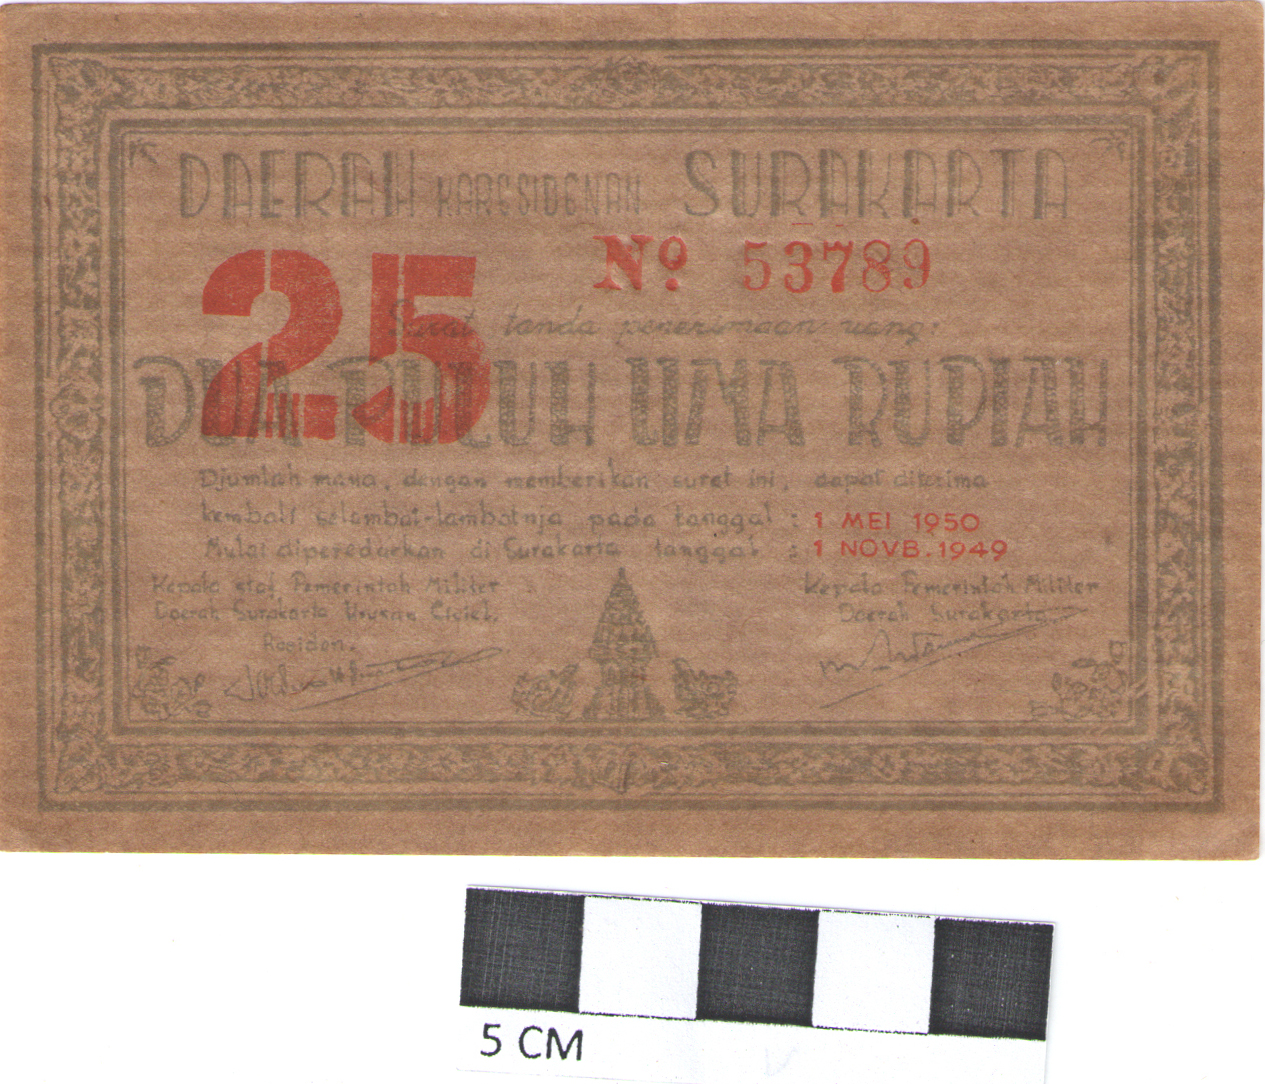 DAERAH KARESIDENAN SURAKARTA
25
Nº 53789
Surat tanda penerimaan uang:
DUA PULUH LIMA RUPIAH
Djumlah mana, dengan memberikan surat ini, dapat diterima
kembali selambat-lambatnja pada tanggal : 1 MEI 1950
Mulai diperedarkan di Surakarta tanggal : 1 NOVB. 1949
Kepala staf Pemerintah Militer
Daerah Surakarta Urusan Cipiel,
Residen.
Kepala Pemerintah Militer
Daerah Surakarta
5 CM